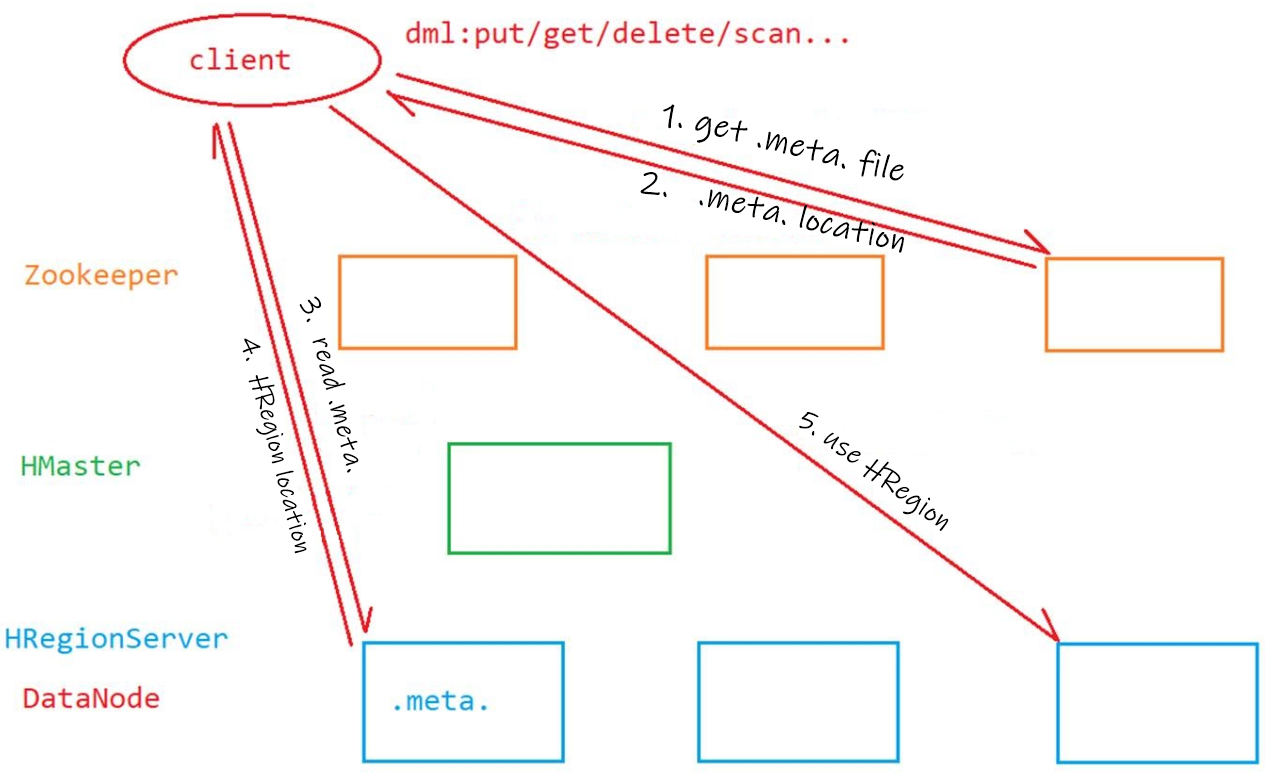 client
dml:put/get/delete/scan...
1. get .meta. file
2. .meta. location
Zookeeper
3. read .meta.
4. HRegion location
5. use HRegion
HMaster
HRegionServer
DataNode
.meta.